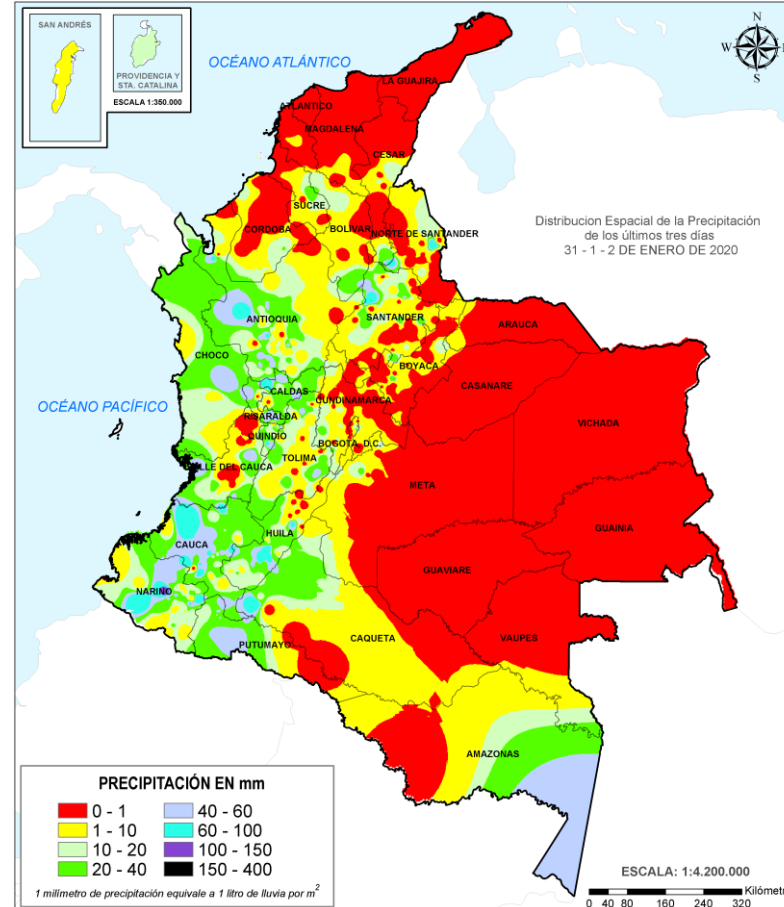 SAN ANDRÉS
PROVIDENCIA Y
STA. CATALINA
ESCALA 1:350.000
OCÉANO ATLÁNTICO
N
W
E
S
LA GUAJIRA
ATLANTICO
MAGDALENA
CESAR
SUCRE
CORDOBA
BOLIVAR
NORTE DE SANTANDER
Distribucion Espacial de la Precipitación
de los últimos tres días
31 - 1 - 2 DE ENERO DE 2020
ANTIOQUIA
SANTANDER
ARAUCA
CHOCO
BOYACA
CASANARE
CALDAS
CUNDINAMARCA
OCÉANO PACÍFICO
RISARALDA
VICHADA
QUINDIO
BOGOTA, D.C.
TOLIMA
VALLE DEL CAUCA
META
GUAINIA
HUILA
CAUCA
GUAVIARE
NARIÑO
CAQUETA
VAUPES
PUTUMAYO
AMAZONAS
PRECIPITACIÓN EN mm
0 - 1
40 - 60
1 - 10
60 - 100
10 - 20
100 - 150
20 - 40
150 - 400
1 milímetro de precipitación equivale a 1 litro de lluvia por m²
ESCALA: 1:4.200.000
Kilómetr
0 40 80 160 240 320